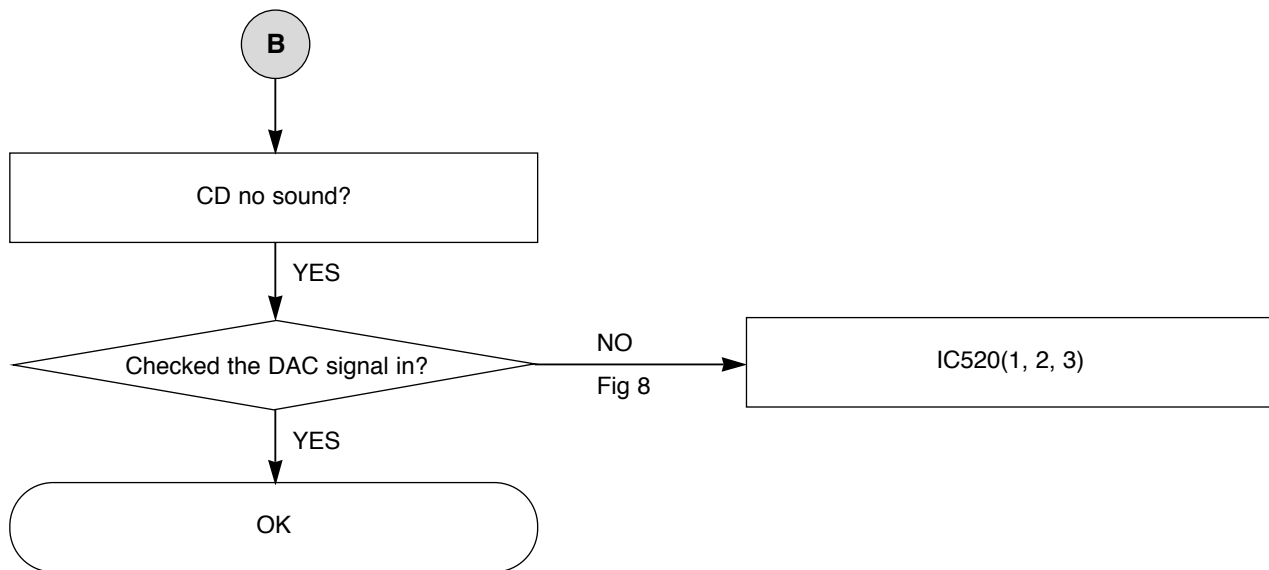 B
CD no sound?
YES
Checked the DAC signal in?
NO
Fig 8
IC520(1, 2, 3)
YES
OK